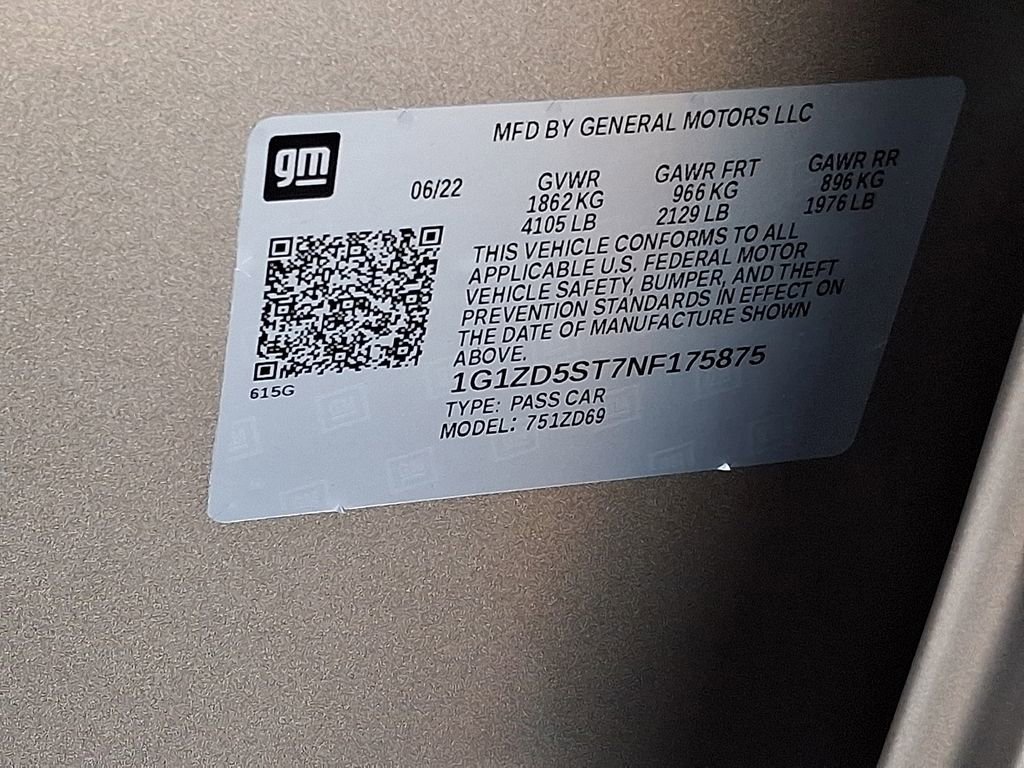 gm
MFD BY GENERAL MOTORS LLC
06/22
GVWR
1862 KG
4105 LB
GAWR FRT
966 KG
2129 LB
GAWR RR
896 KG
1976 LB
THIS VEHICLE CONFORMS TO ALL
APPLICABLE U.S. FEDERAL MOTOR
VEHICLE SAFETY, BUMPER, AND THEFT
PREVENTION STANDARDS IN EFFECT ON
THE DATE OF MANUFACTURE SHOWN
ABOVE.
1G1ZD5ST7NF175875
TYPE: PASS CAR
MODEL: 751ZD69
615G